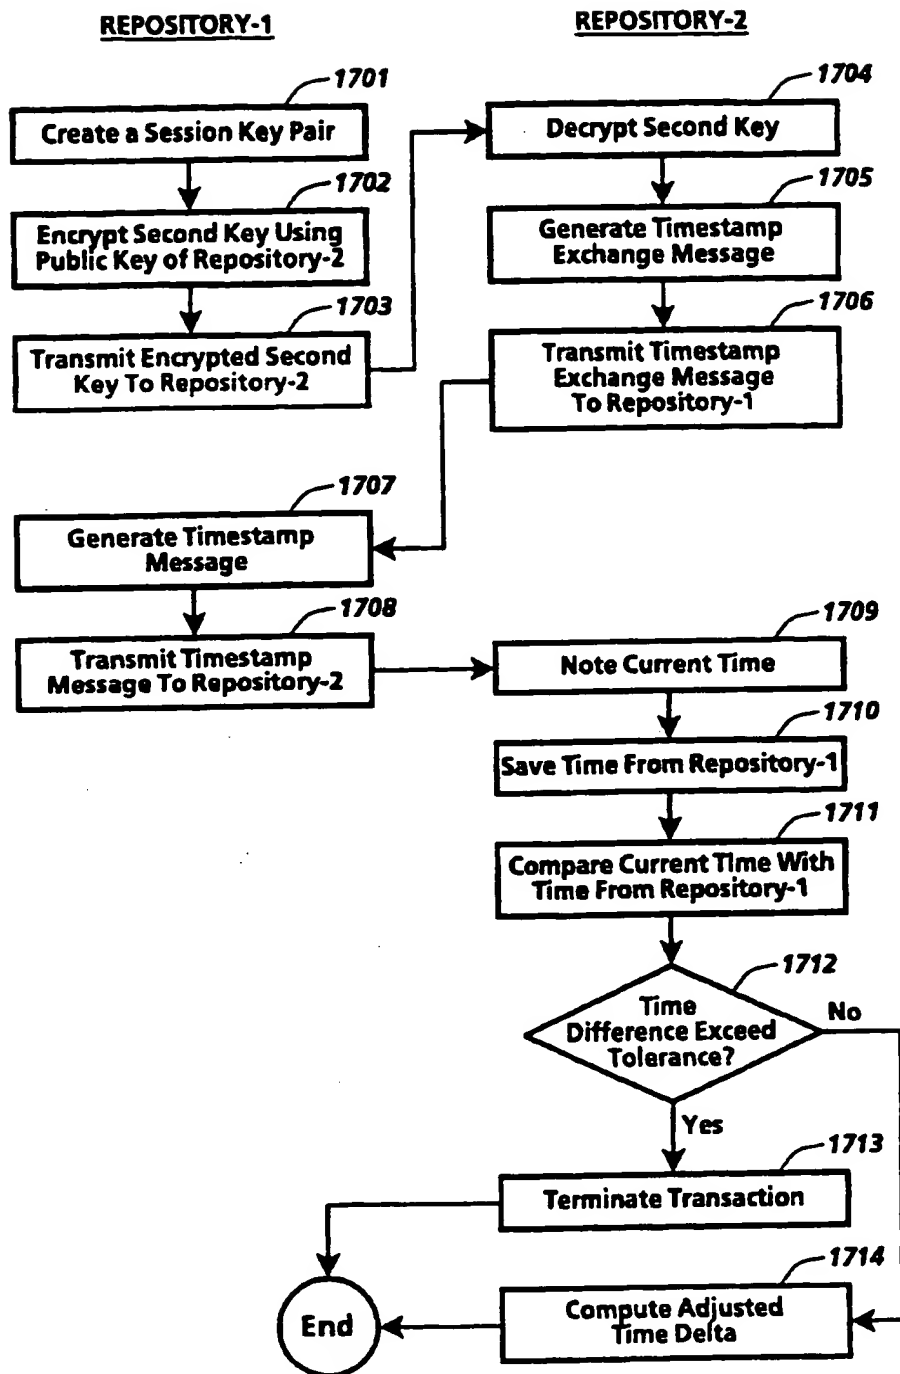 REPOSITORY-1
REPOSITORY-2
1701
Create a Session Key Pair
1702
Encrypt Second Key Using
Public Key of Repository-2
1703
Transmit Encrypted Second
Key To Repository-2
1704
Decrypt Second Key
1705
Generate Timestamp
Exchange Message
1706
Transmit Timestamp
Exchange Message
To Repository-1
1707
Generate Timestamp
Message
1708
Transmit Timestamp
Message To Repository-2
1709
Note Current Time
1710
Save Time From Repository-1
1711
Compare Current Time With
Time From Repository-1
1712
Time
Difference Exceed
Tolerance?
No
Yes
1713
Terminate Transaction
1714
Compute Adjusted
Time Delta
End